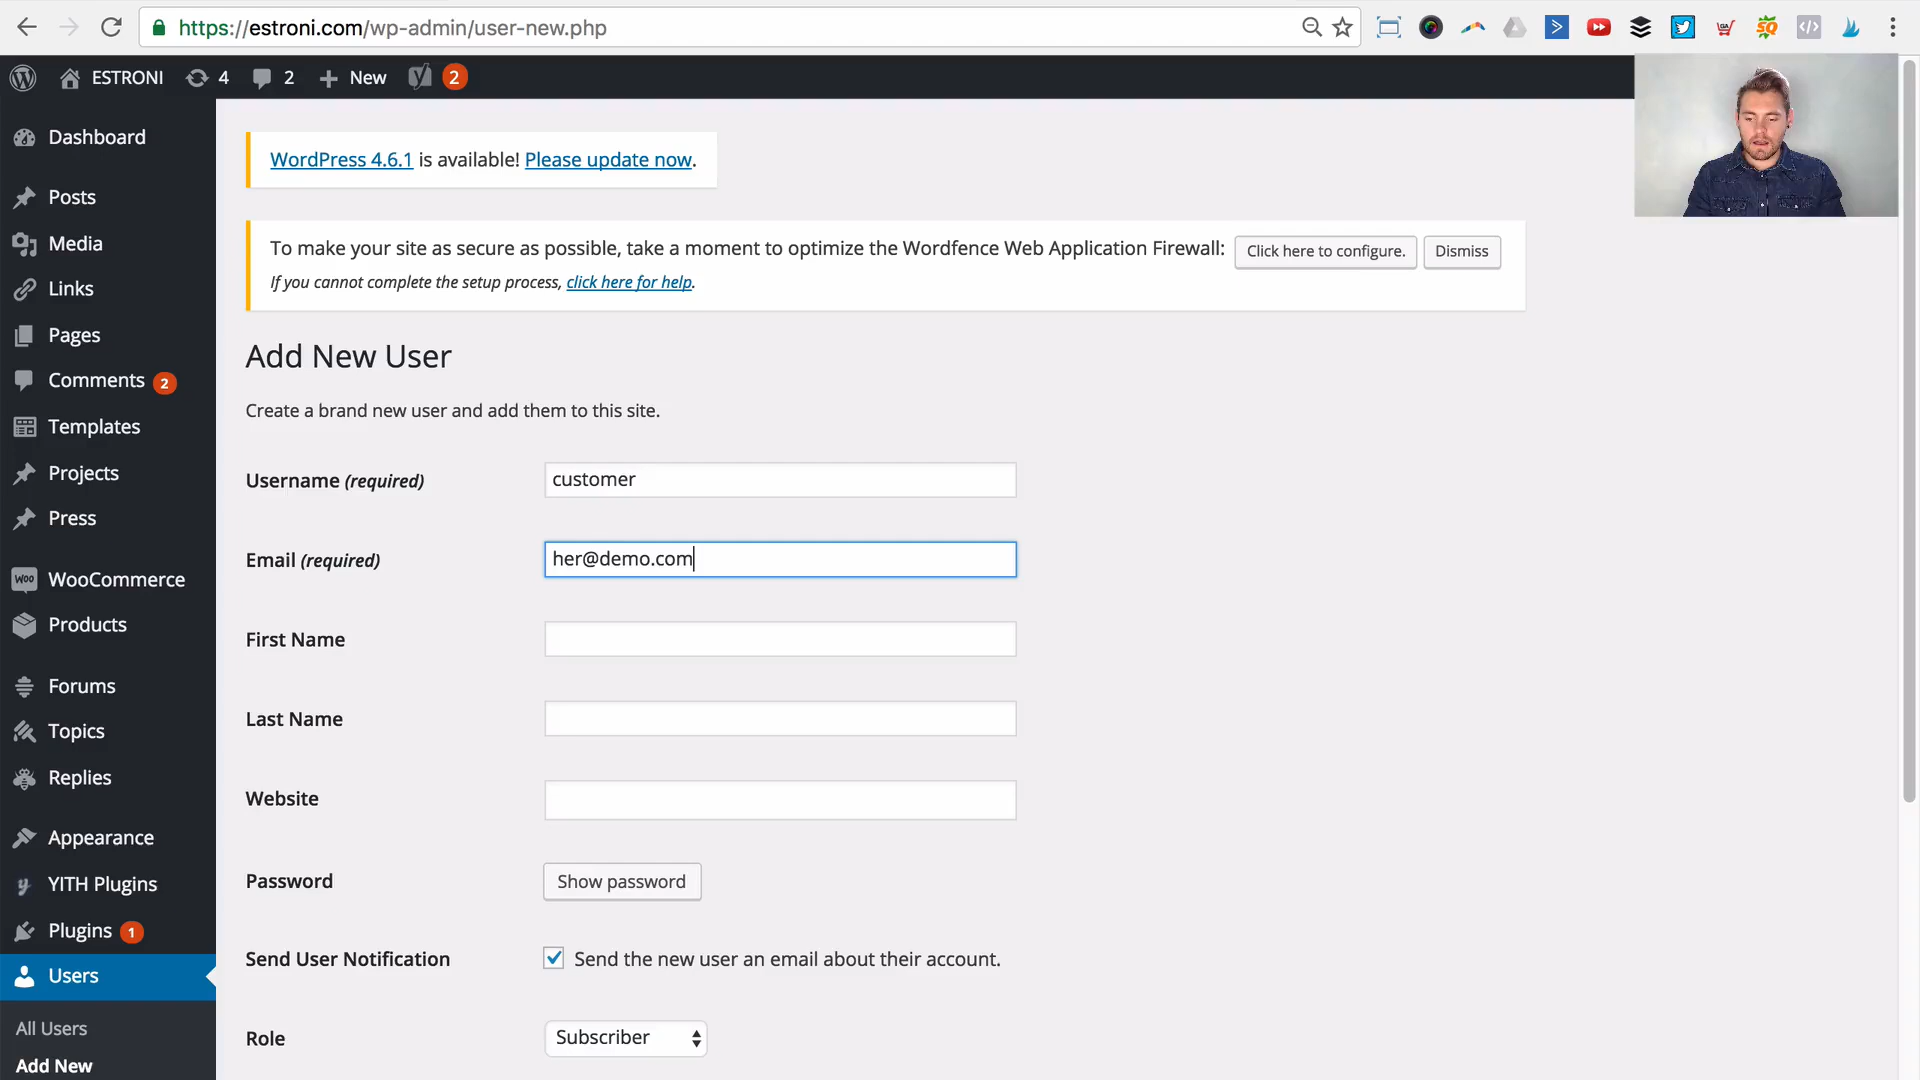 https://estroni.com/wp-admin/user-new.php
ESTRONI 4 2 New 2
Dashboard
Posts
Media
Links
Pages
Comments 2
Templates
Projects
Press
WooCommerce
Products
Forums
Topics
Replies
Appearance
YITH Plugins
Plugins 1
Users
All Users
Add New
WordPress 4.6.1 is available! Please update now.
To make your site as secure as possible, take a moment to optimize the Wordfence Web Application Firewall: Click here to configure. Dismiss
If you cannot complete the setup process, click here for help.
Add New User
Create a brand new user and add them to this site.
Username (required) customer
Email (required) her@demo.com
First Name
Last Name
Website
Password Show password
Send User Notification Send the new user an email about their account.
Role Subscriber